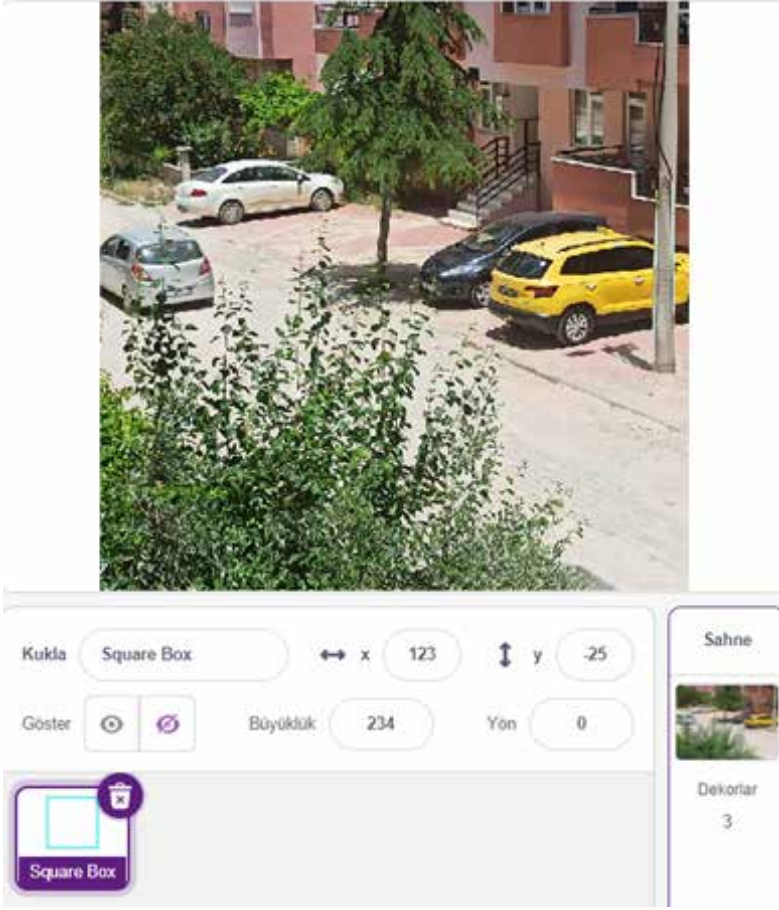 Kukla Square Box x 123 y -25
Sahne
Göster Büyüklük 234 Yön 0
Dekorlar
3
Square Box